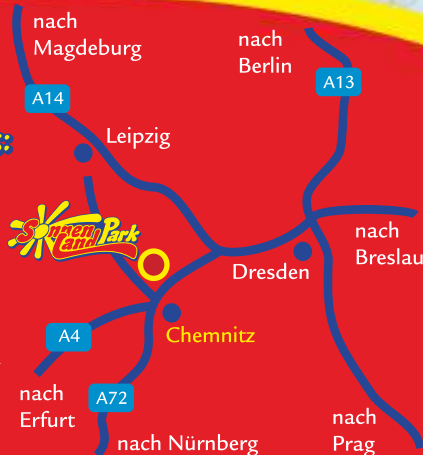 nach
Magdeburg
nach
Berlin
A14
A13
Leipzig
Sonnen
Land Park
nach
Breslau
Dresden
Chemnitz
A4
nach
Erfurt
A72
nach Nürnberg
nach
Prag